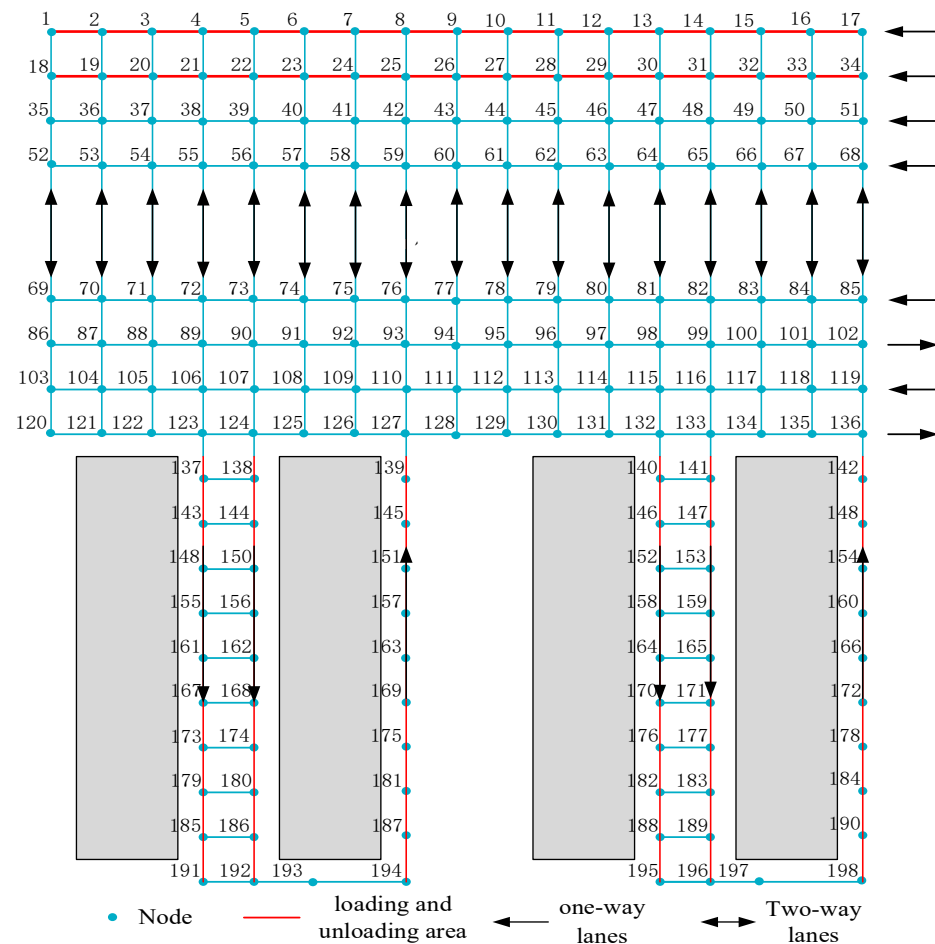 1 2 3 4 5 6 7 8 9 10 11 12 13 14 15 16 17
18 19 20 21 22 23 24 25 26 27 28 29 30 31 32 33 34
35 36 37 38 39 40 41 42 43 44 45 46 47 48 49 50 51
52 53 54 55 56 57 58 59 60 61 62 63 64 65 66 67 68
69 70 71 72 73 74 75 76 77 78 79 80 81 82 83 84 85
86 87 88 89 90 91 92 93 94 95 96 97 98 99 100 101 102
103 104 105 106 107 108 109 110 111 112 113 114 115 116 117 118 119
120 121 122 123 124 125 126 127 128 129 130 131 132 133 134 135 136
137 138 139 140 141 142
143 144 145 146 147 148
148 150 151 152 153 154
155 156 157 158 159 160
161 162 163 164 165 166
167 168 169 170 171 172
173 174 175 176 177 178
179 180 181 182 183 184
185 186 187 188 189 190
191 192 193 194 195 196 197 198
Node
loading and
unloading area
one-way
lanes
Two-way
lanes